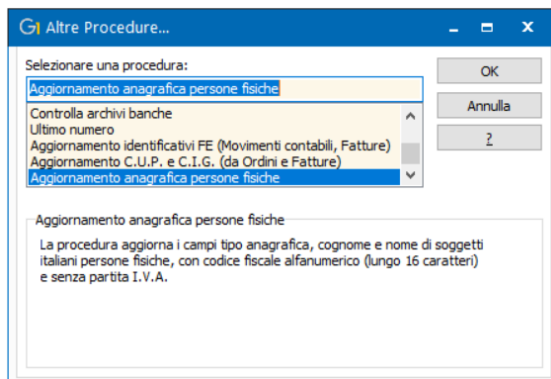 G1 Altre Procedure...
Selezionare una procedura:
Aggiornamento anagrafica persone fisiche
OK
Controlla archivi banche
Annulla
Ultimo numero
Aggiornamento identificativi FE (Movimenti contabili, Fatture)
?
Aggiornamento C.U.P. e C.I.G. (da Ordini e Fatture)
Aggiornamento anagrafica persone fisiche
Aggiornamento anagrafica persone fisiche
La procedura aggiorna i campi tipo anagrafica, cognome e nome di soggetti
italiani persone fisiche, con codice fiscale alfanumerico (lungo 16 caratteri)
e senza partita I.V.A.